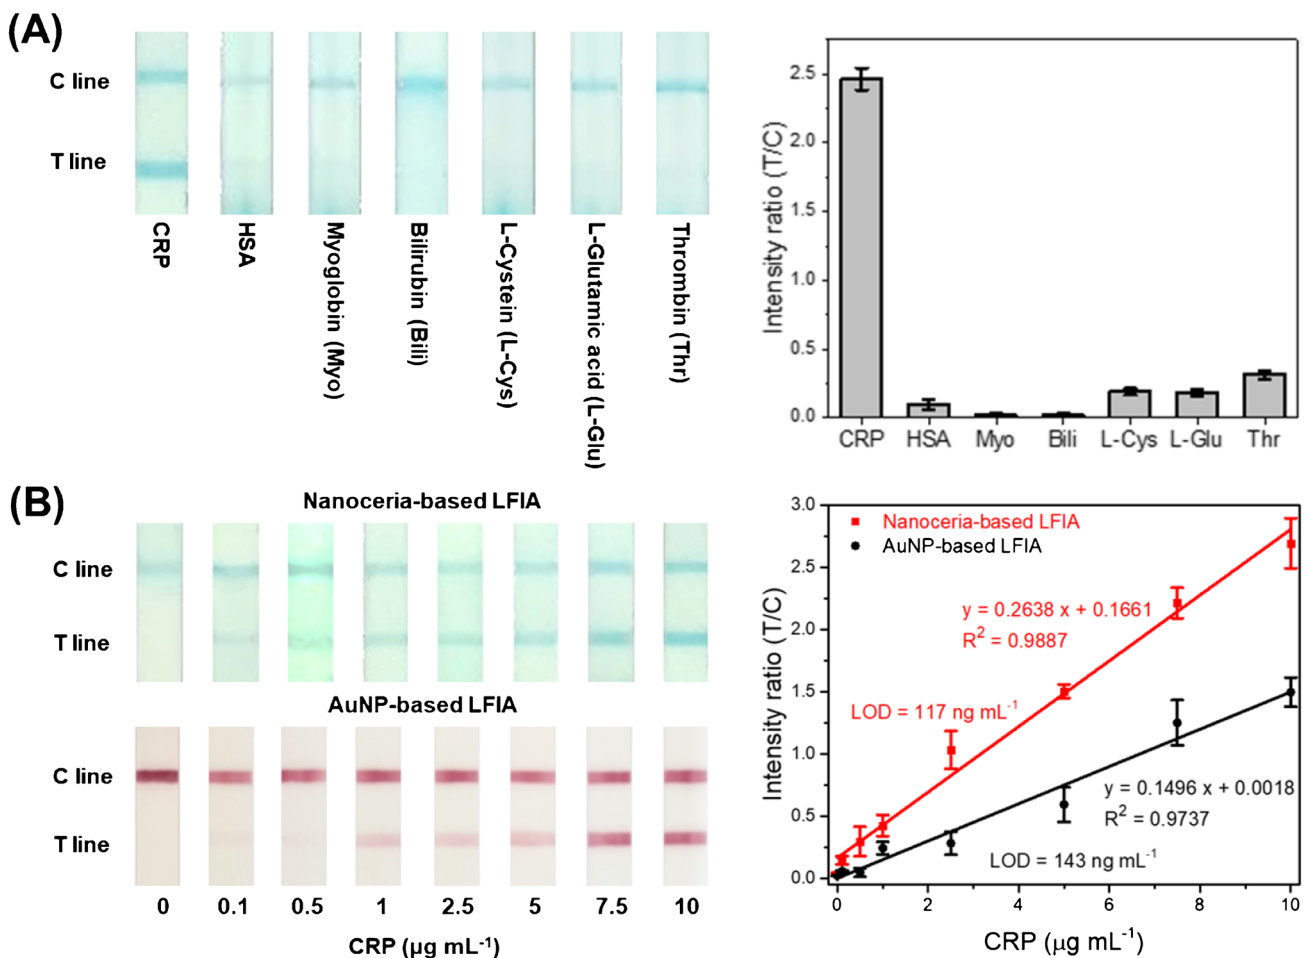 (A)
C line
T line
CRP
HSA
Myoglobin (Myo)
Bilirubin (Bili)
L-Cystein (L-Cys)
L-Glutamic acid (L-Glu)
Thrombin (Thr)
Intensity ratio (T/C)
2.5
2.0
1.5
1.0
0.5
0.0
CRP HSA Myo Bili L-Cys L-Glu Thr
(B)
Nanoceria-based LFIA
C line
T line
AuNP-based LFIA
C line
T line
0 0.1 0.5 1 2.5 5 7.5 10
CRP (µg mL⁻¹)
Intensity ratio (T/C)
3.0
2.5
2.0
1.5
1.0
0.5
0.0
Nanoceria-based LFIA
AuNP-based LFIA
y = 0.2638 x + 0.1661
R² = 0.9887
LOD = 117 ng mL⁻¹
y = 0.1496 x + 0.0018
R² = 0.9737
LOD = 143 ng mL⁻¹
0 2 4 6 8 10
CRP (µg mL⁻¹)